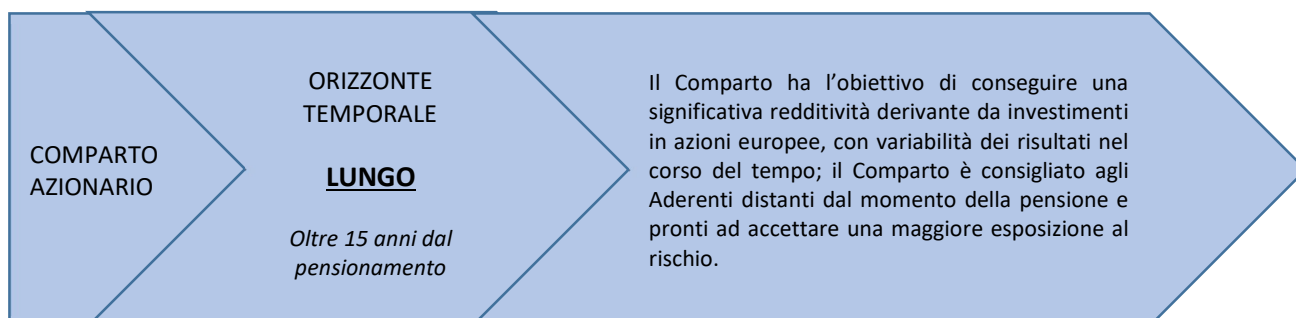 COMPARTO
AZIONARIO
ORIZZONTE
TEMPORALE
LUNGO
Oltre 15 anni dal
pensionamento
Il Comparto ha l’obiettivo di conseguire una
significativa redditività derivante da investimenti
in azioni europee, con variabilità dei risultati nel
corso del tempo; il Comparto è consigliato agli
Aderenti distanti dal momento della pensione e
pronti ad accettare una maggiore esposizione al
rischio.